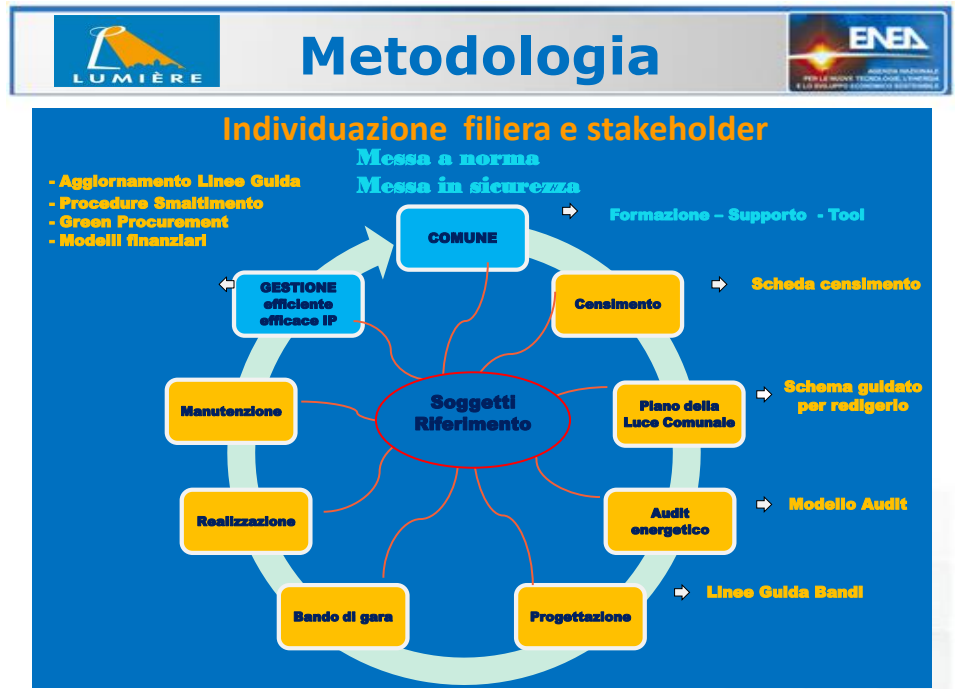 LUMIÈRE
Metodologia
ENEA
AGENZIA NAZIONALE
PER LE NUOVE TECNOLOGIE, L'ENERGIA
E LO SVILUPPO ECONOMICO SOSTENIBILE
Individuazione filiera e stakeholder
Messa a norma
Messa in sicurezza
- Aggiornamento Linee Guida
- Procedure Smaltimento
- Green Procurement
- Modelli finanziari
Formazione – Supporto - Tool
COMUNE
GESTIONE
efficiente
efficace IP
Censimento
Scheda censimento
Manutenzione
Soggetti
Riferimento
Piano della
Luce Comunale
Schema guidato
per redigerlo
Realizzazione
Audit
energetico
Modello Audit
Bando di gara
Progettazione
Linee Guida Bandi